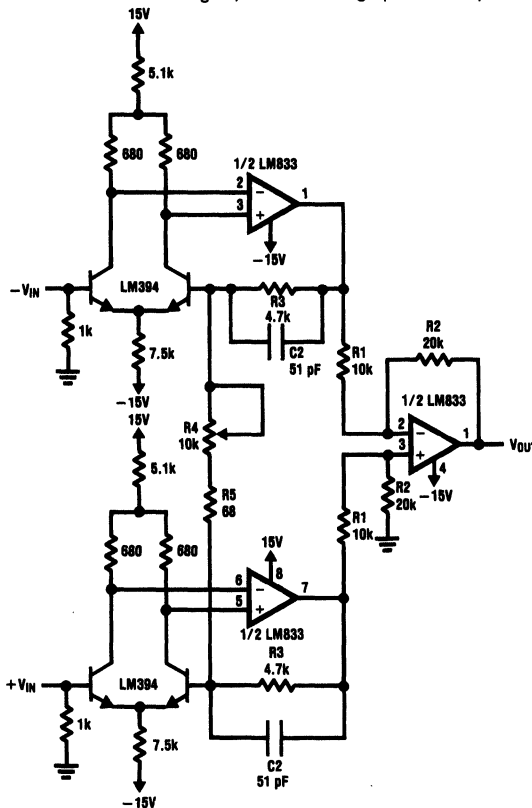 15V
5.1k
680
680
1/2 LM833
2
−
3
+
1
−15V
−VIN
LM394
1k
7.5k
−15V
R3
4.7k
C2
51 pF
R1
10k
R2
20k
1/2 LM833
2
−
3
+
1
4
−15V
VOUT
R2
20k
R1
10k
R4
10k
R5
68
15V
5.1k
680
680
15V
8
6
−
5
+
7
1/2 LM833
+VIN
LM394
1k
7.5k
−15V
R3
4.7k
C2
51 pF